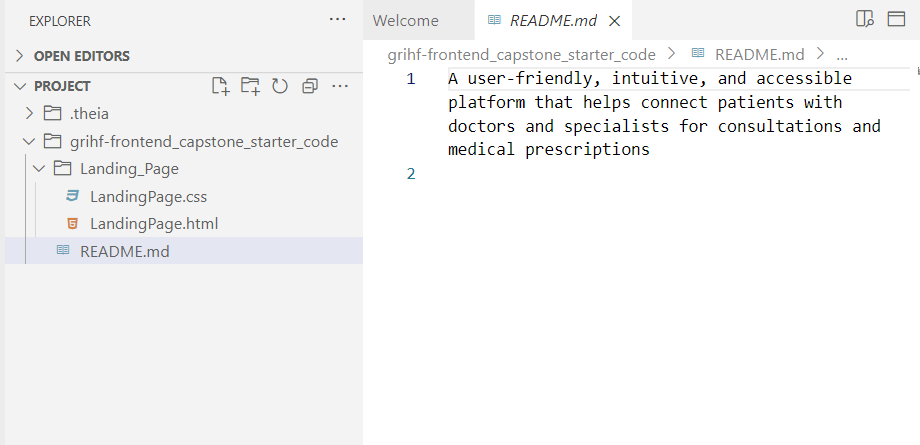 EXPLORER
OPEN EDITORS
PROJECT
.theia
grihf-frontend_capstone_starter_code
Landing_Page
LandingPage.css
LandingPage.html
README.md
Welcome
README.md
grihf-frontend_capstone_starter_code > README.md > ...
1 A user-friendly, intuitive, and accessible
platform that helps connect patients with
doctors and specialists for consultations and
medical prescriptions
2